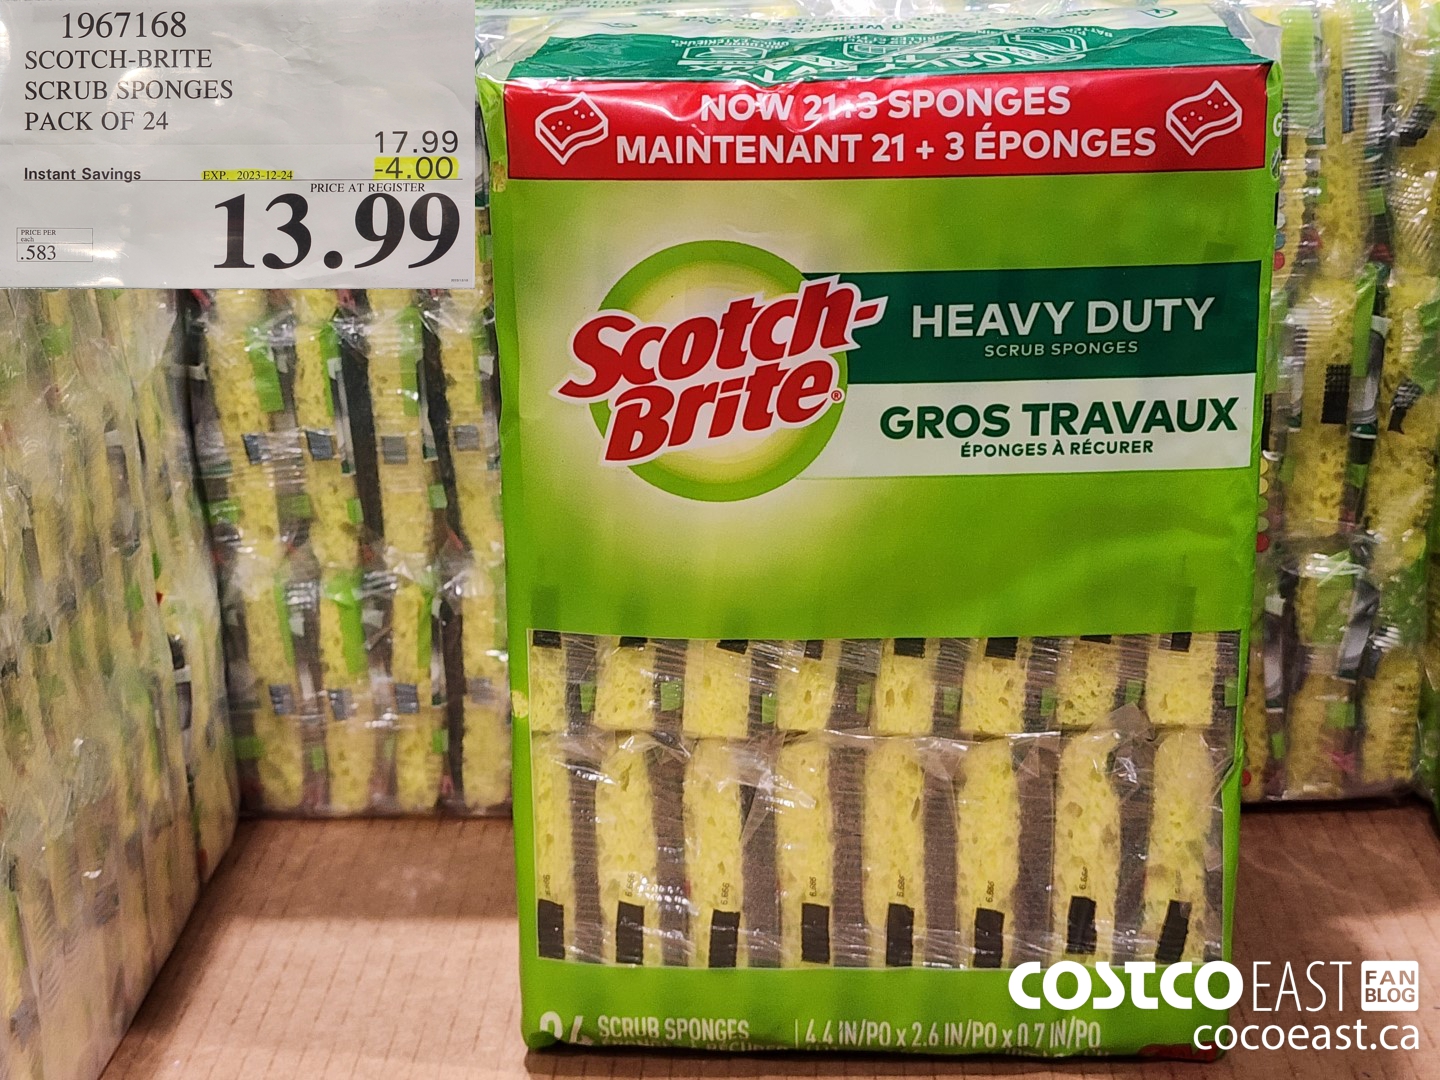 1967168
SCOTCH-BRITE
SCRUB SPONGES
PACK OF 24
17.99
Instant Savings EXP. 2023-12-24 -4.00
PRICE AT REGISTER
13.99
PRICE PER
each
.583
NOW 21+3 SPONGES
MAINTENANT 21 + 3 ÉPONGES
Scotch-
Brite®
HEAVY DUTY
SCRUB SPONGES
GROS TRAVAUX
ÉPONGES À RÉCURER
24 SCRUB SPONGES | 4.4 IN/PO x 2.6 IN/PO x 0.7 IN/PO
COSTCO EAST FAN BLOG
cocoeast.ca